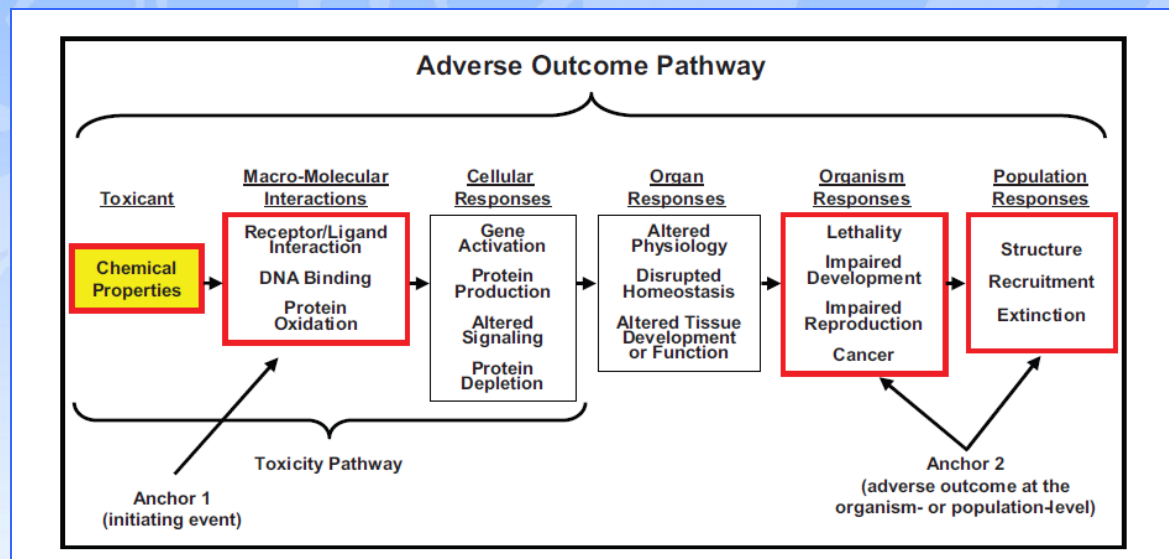 Adverse Outcome Pathway
Toxicant
Chemical
Properties
Macro-Molecular
Interactions
Receptor/Ligand
Interaction
DNA Binding
Protein
Oxidation
Cellular
Responses
Gene
Activation
Protein
Production
Altered
Signaling
Protein
Depletion
Organ
Responses
Altered
Physiology
Disrupted
Homeostasis
Altered Tissue
Development
or Function
Organism
Responses
Lethality
Impaired
Development
Impaired
Reproduction
Cancer
Population
Responses
Structure
Recruitment
Extinction
Toxicity Pathway
Anchor 1
(initiating event)
Anchor 2
(adverse outcome at the
organism- or population-level)